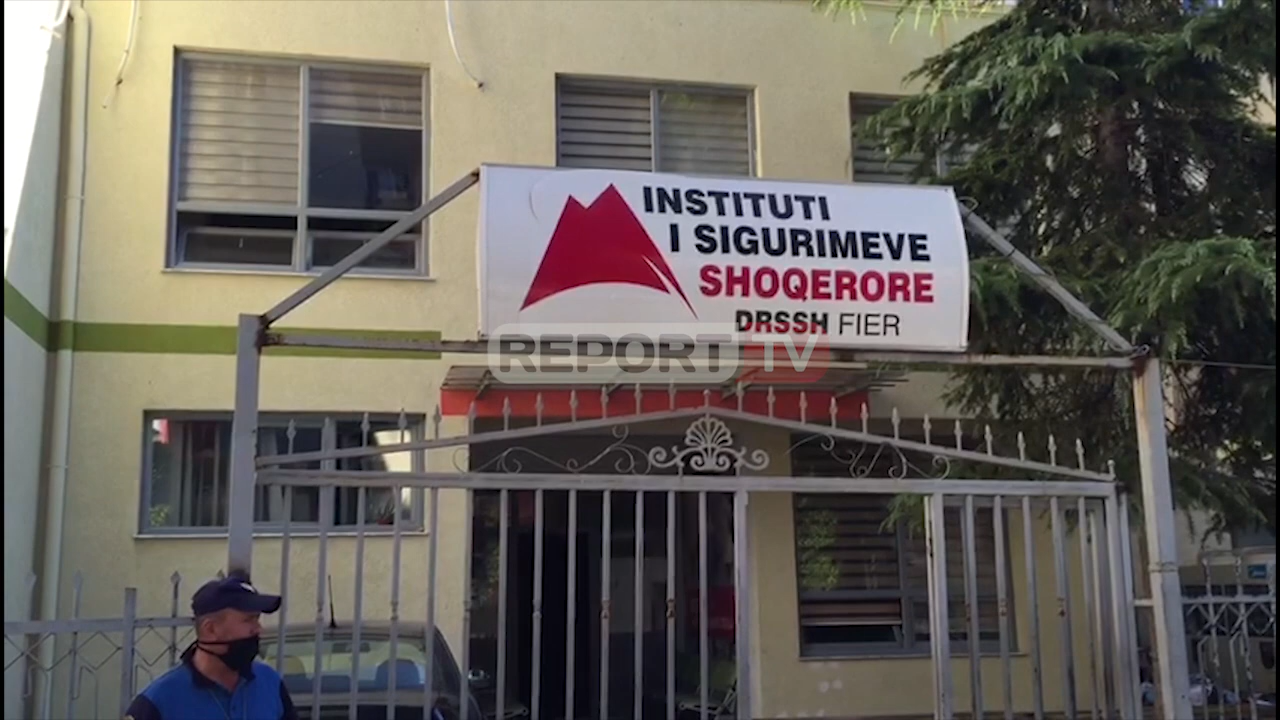 INSTITUTI
I SIGURIMEVE
SHOQERORE
DRSSH FIER
REPORT TV